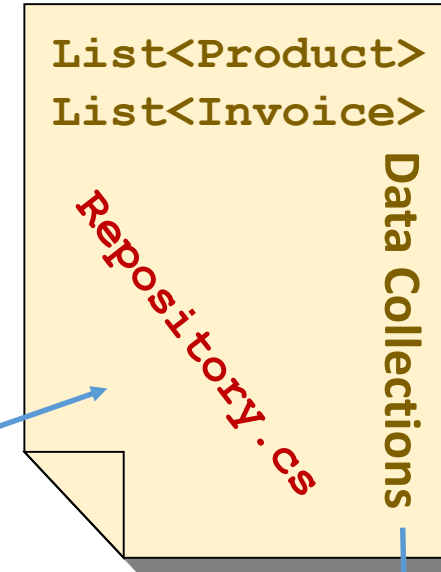 List<Product>
List<Invoice>
Data Collections
Repository.cs